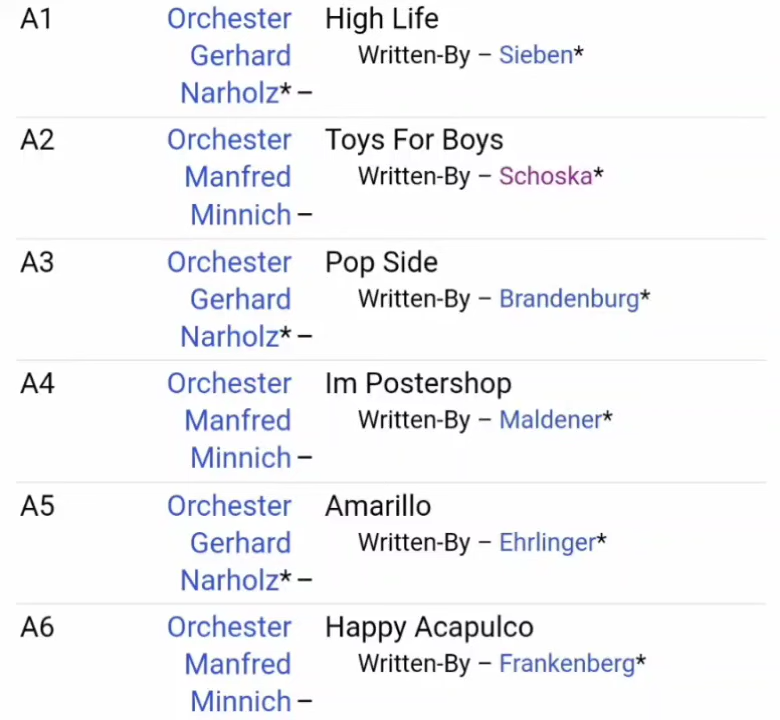 A1 Orchester High Life
Gerhard Written-By – Sieben*
Narholz* –
A2 Orchester Toys For Boys
Manfred Written-By – Schoska*
Minnich –
A3 Orchester Pop Side
Gerhard Written-By – Brandenburg*
Narholz* –
A4 Orchester Im Postershop
Manfred Written-By – Maldener*
Minnich –
A5 Orchester Amarillo
Gerhard Written-By – Ehrlinger*
Narholz* –
A6 Orchester Happy Acapulco
Manfred Written-By – Frankenberg*
Minnich –